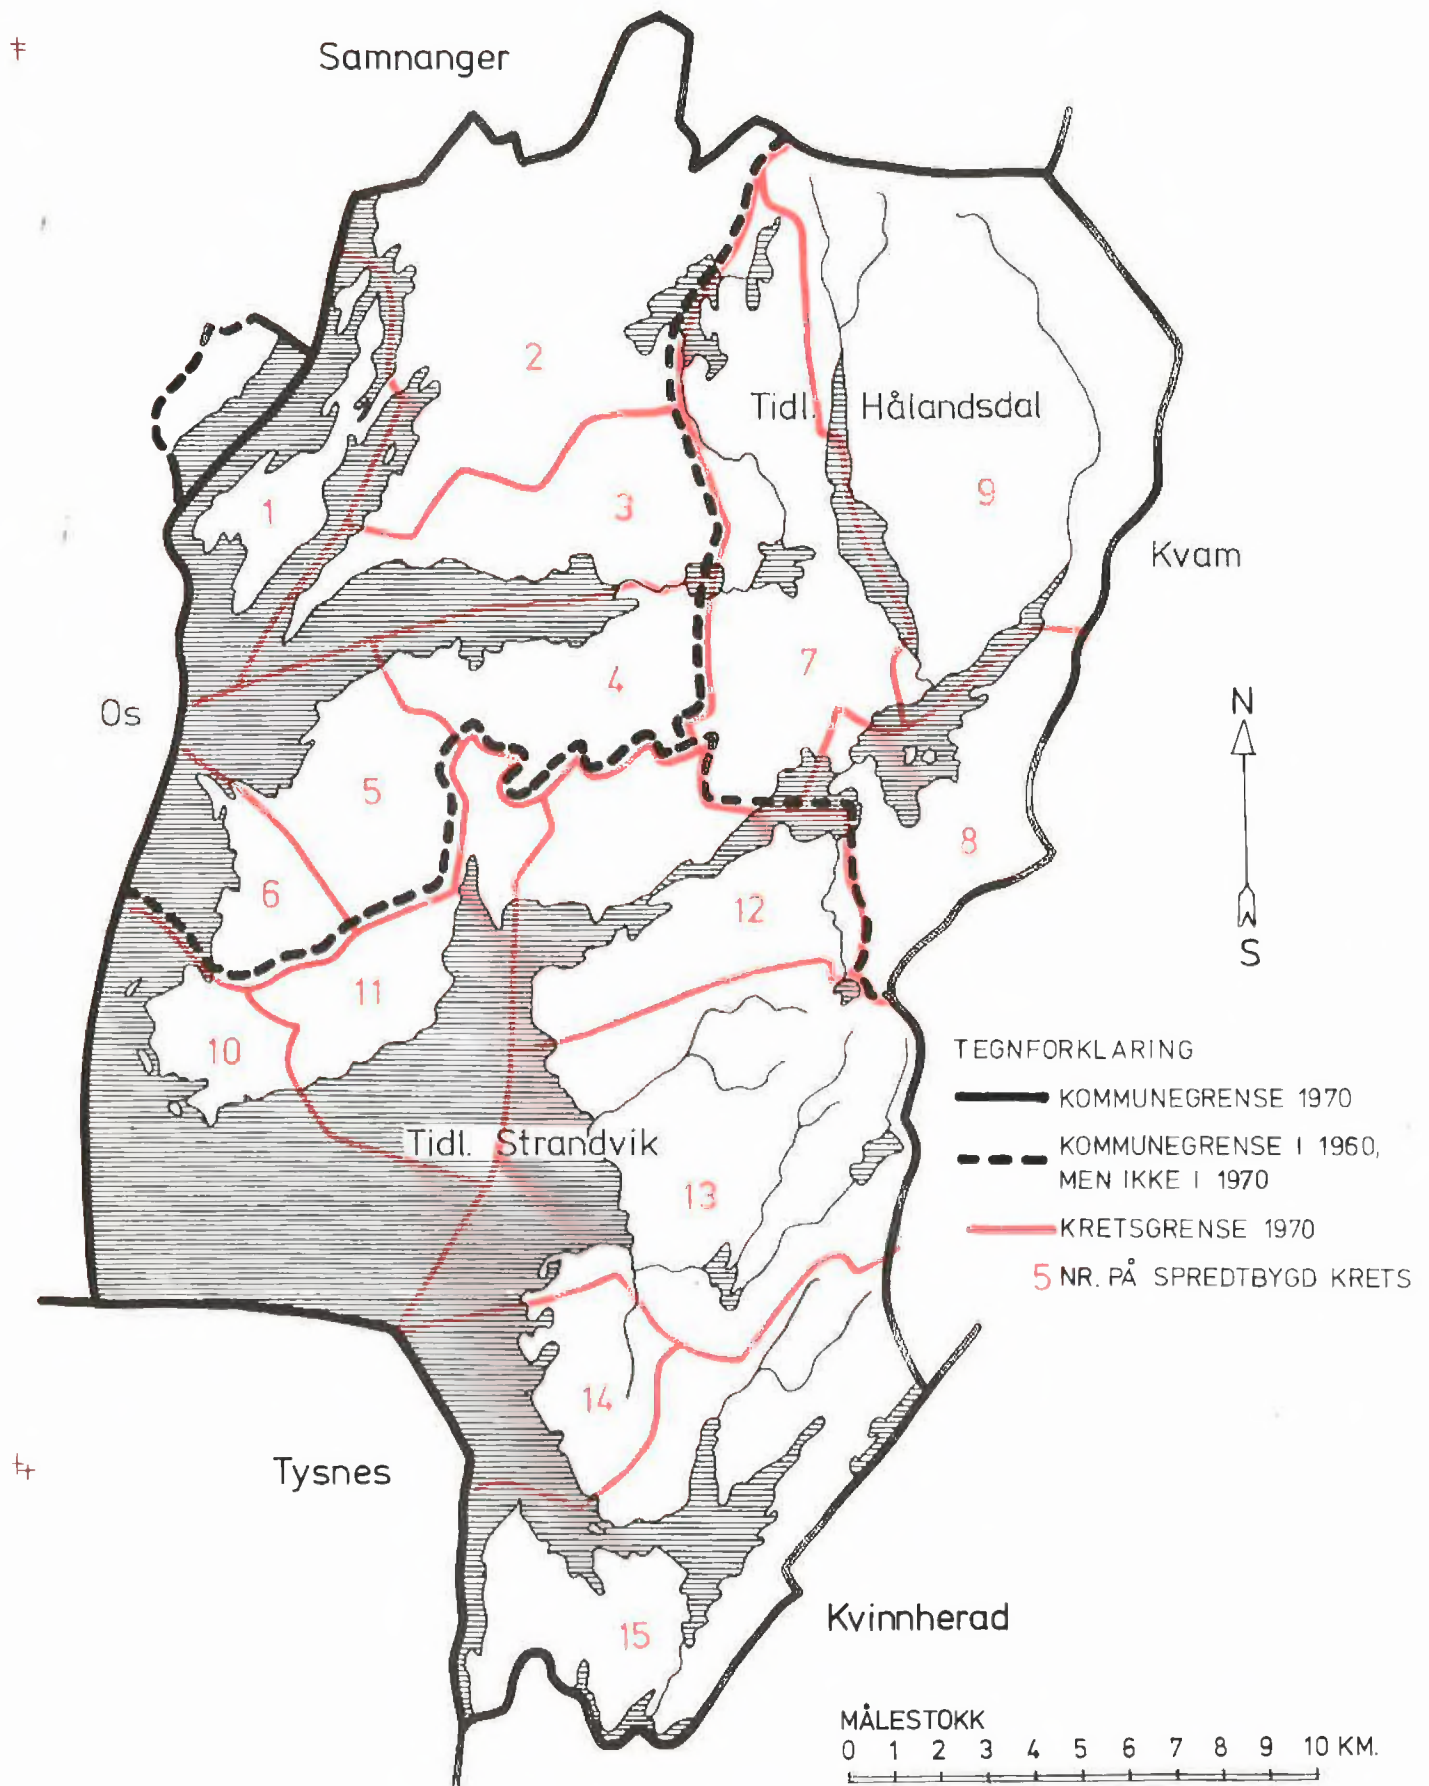 Samnanger
2
Tidl. Hålandsdal
1
3
9
Kvam
4
7
Os
N
5
8
6
12
S
11
10
TEGNFORKLARING
KOMMUNEGRENSE 1970
KOMMUNEGRENSE I 1960,
MEN IKKE I 1970
Tidl. Strandvik
13
KRETSGRENSE 1970
5 NR. PÅ SPREDTBYGD KRETS
14
Tysnes
15
Kvinnherad
MÅLESTOKK
0 1 2 3 4 5 6 7 8 9 10 KM.